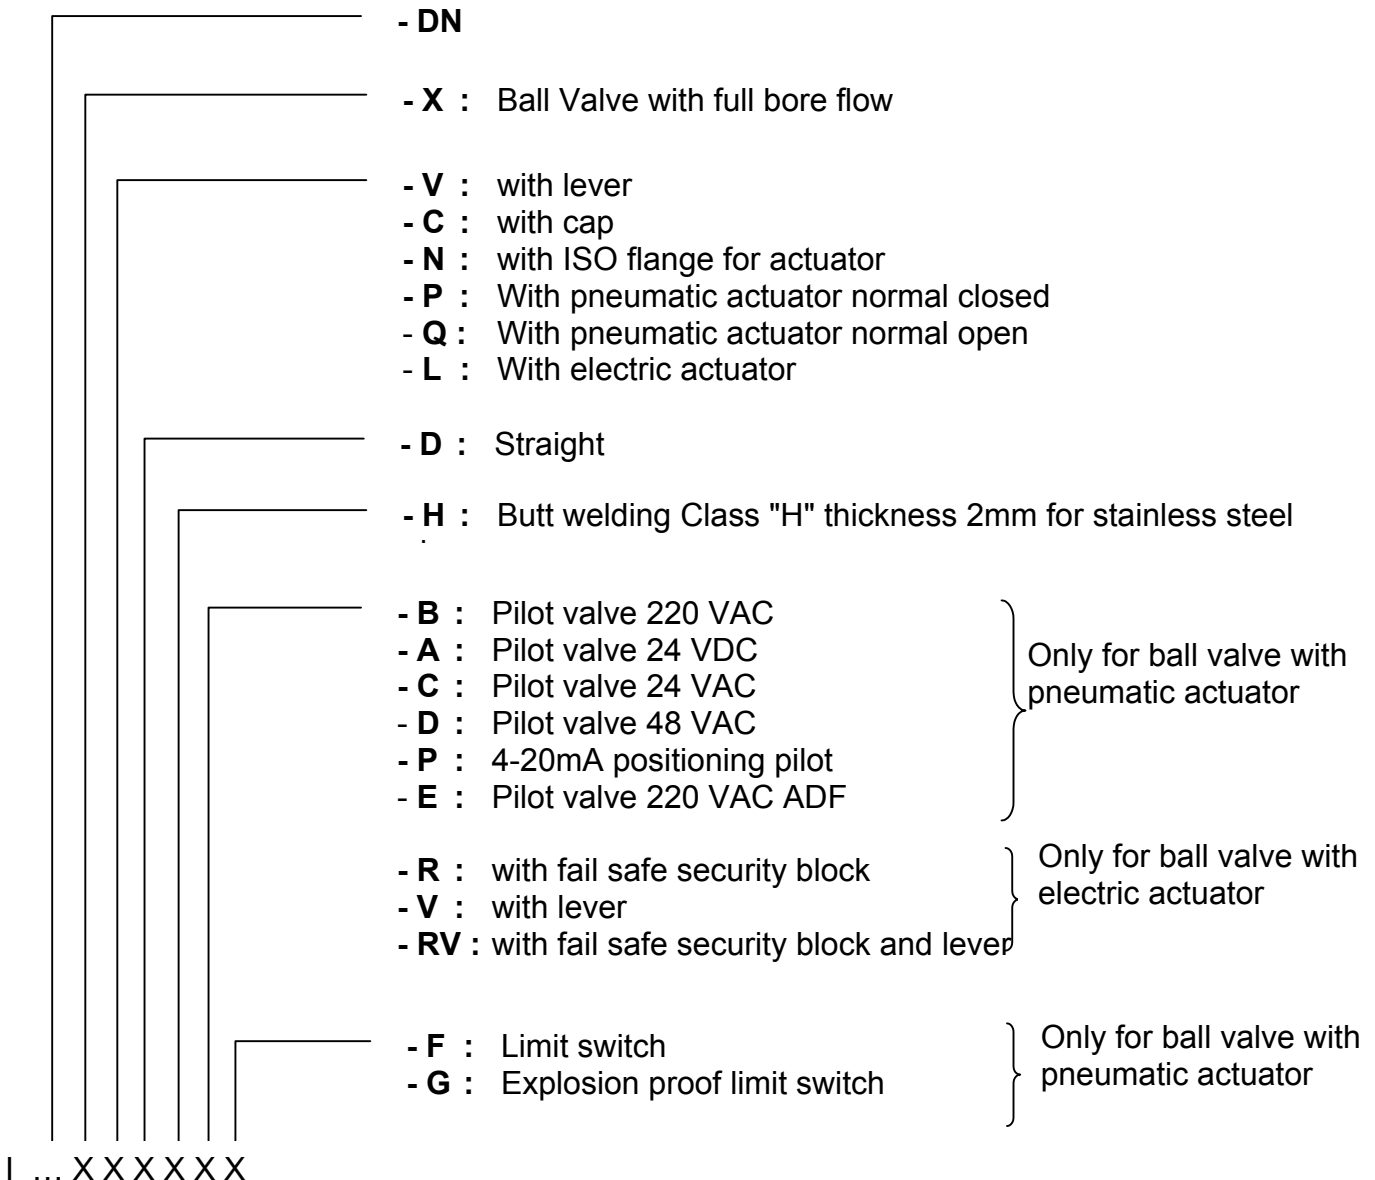 - DN
- X : Ball Valve with full bore flow
- V : with lever
- C : with cap
- N : with ISO flange for actuator
- P : With pneumatic actuator normal closed
- Q : With pneumatic actuator normal open
- L : With electric actuator
- D : Straight
- H : Butt welding Class "H" thickness 2mm for stainless steel
- B : Pilot valve 220 VAC
- A : Pilot valve 24 VDC
- C : Pilot valve 24 VAC
- D : Pilot valve 48 VAC
- P : 4-20mA positioning pilot
- E : Pilot valve 220 VAC ADF
Only for ball valve with
pneumatic actuator
- R : with fail safe security block
- V : with lever
- RV : with fail safe security block and lever
Only for ball valve with
electric actuator
- F : Limit switch
- G : Explosion proof limit switch
Only for ball valve with
pneumatic actuator
I ... X X X X X X